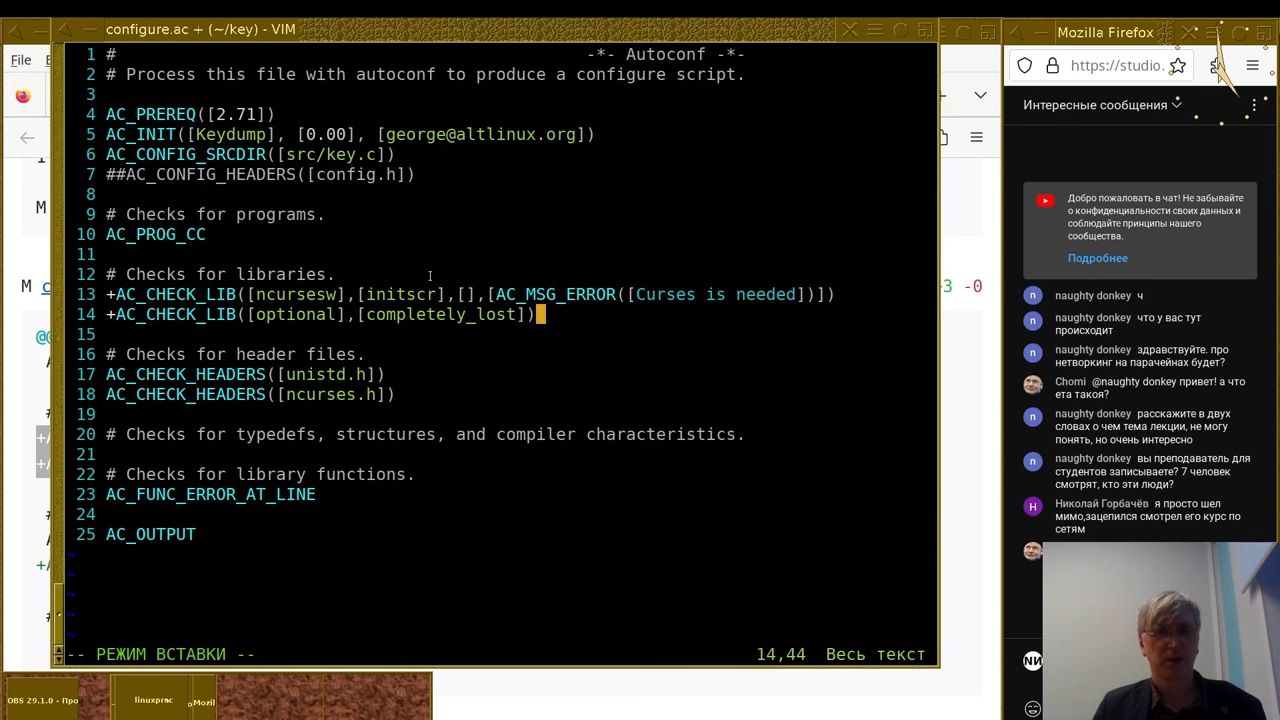 configure.ac + (~/key) - VIM
Mozilla Firefox
File
https://studio.
Интересные сообщения
1 # -*- Autoconf -*-
2 # Process this file with autoconf to produce a configure script.
3
4 AC_PREREQ([2.71])
5 AC_INIT([Keydump], [0.00], [george@altlinux.org])
6 AC_CONFIG_SRCDIR([src/key.c])
7 ##AC_CONFIG_HEADERS([config.h])
8
9 # Checks for programs.
10 AC_PROG_CC
11
12 # Checks for libraries.
13 +AC_CHECK_LIB([ncursesw],[initscr],[],[AC_MSG_ERROR([Curses is needed])])
14 +AC_CHECK_LIB([optional],[completely_lost])
15
16 # Checks for header files.
17 AC_CHECK_HEADERS([unistd.h])
18 AC_CHECK_HEADERS([ncurses.h])
19
20 # Checks for typedefs, structures, and compiler characteristics.
21
22 # Checks for library functions.
23 AC_FUNC_ERROR_AT_LINE
24
25 AC_OUTPUT
~
~
~
~
~
-- РЕЖИМ ВСТАВКИ -- 14,44 Весь текст
M
M c
@@
+3 -0
Добро пожаловать в чат! Не забывайте
о конфиденциальности своих данных и
соблюдайте принципы нашего
сообщества.
Подробнее
n naughty donkey ч
n naughty donkey что у вас тут
происходит
n naughty donkey здравствуйте. про
нетворкинг на парачейнах будет?
Chomi @naughty donkey привет! а что
ета такоя?
n naughty donkey расскажите в двух
словах о чем тема лекции, не могу
понять, но очень интересно
n naughty donkey вы преподаватель для
студентов записываете? 7 человек
смотрят, кто эти люди?
Н Николай Горбачёв я просто шел
мимо,зацепился смотрел его курс по
сетям
OBS 29.1.0 - Про
linuxprac
Mozil